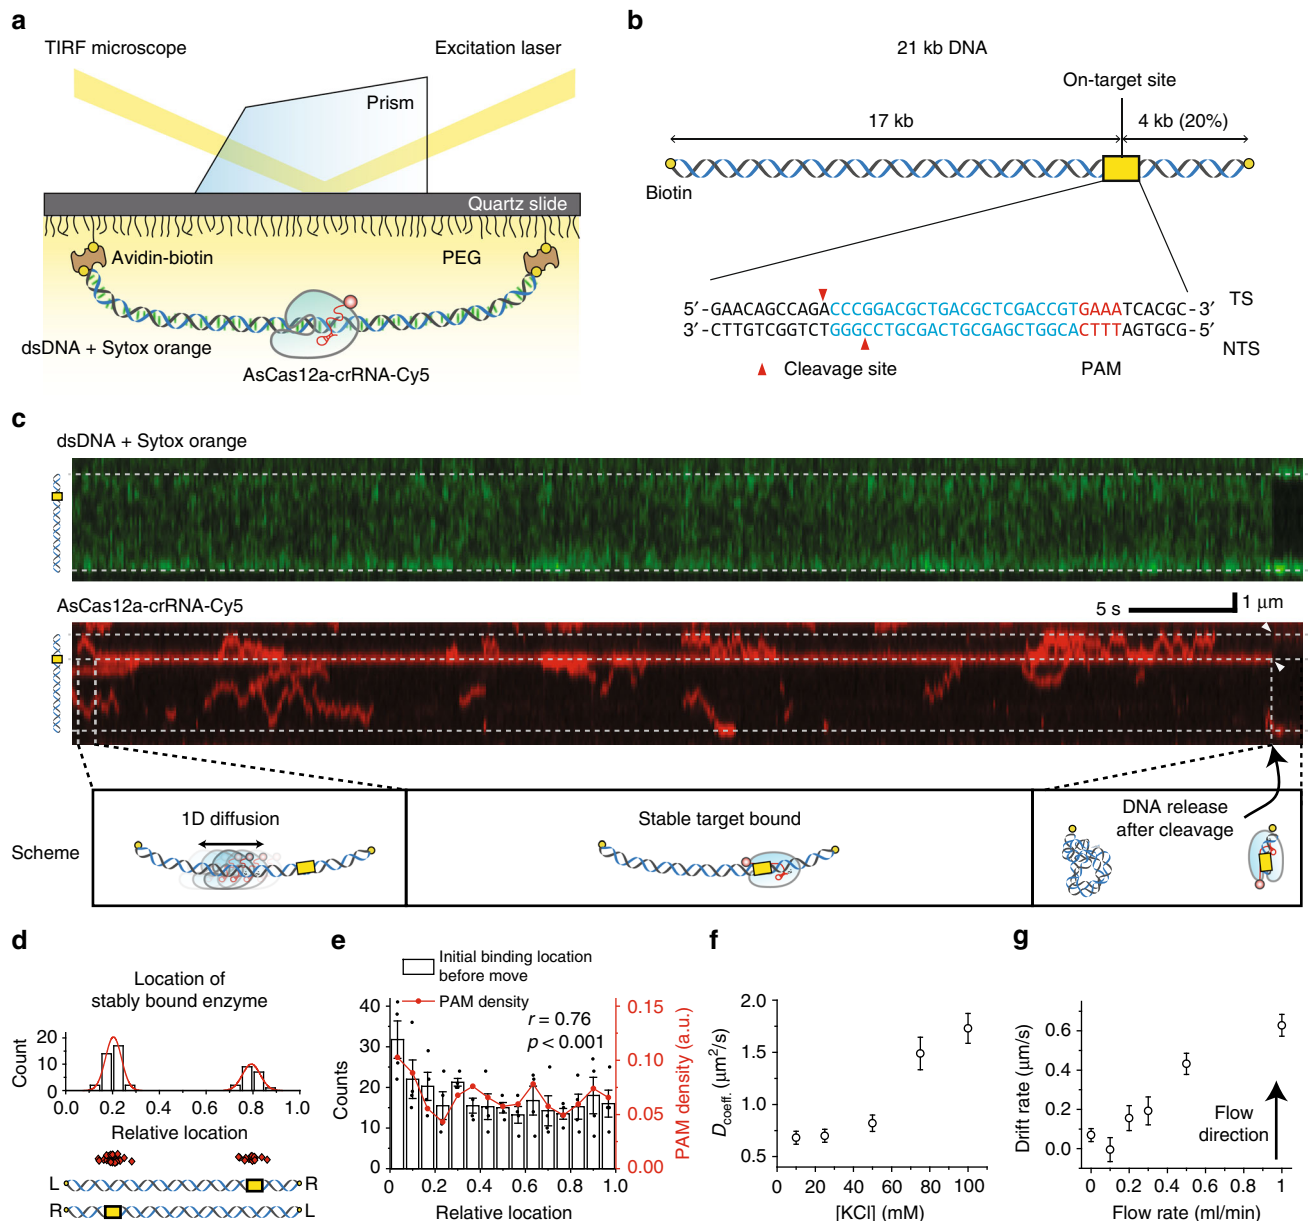 a
TIRF microscope
Excitation laser
Prism
Quartz slide
Avidin-biotin
PEG
dsDNA + Sytox orange
AsCas12a-crRNA-Cy5
b
21 kb DNA
On-target site
17 kb
4 kb (20%)
Biotin
5′-GAACAGCCAGACCCGGACGCTGACGCTCGACCGTGAAATCACGC-3′ TS
3′-CTTGTCGGTCTGGGCCTGCGACTGCGAGCTGGCACTTTAGTGCG-5′ NTS
Cleavage site
PAM
c
dsDNA + Sytox orange
AsCas12a-crRNA-Cy5
5 s
1 μm
Scheme
1D diffusion
Stable target bound
DNA release
after cleavage
d
Location of
stably bound enzyme
Count
20
10
0
0.0 0.2 0.4 0.6 0.8 1.0
Relative location
L R
R L
e
Initial binding location
before move
PAM density
r = 0.76
p < 0.001
Counts
40
30
20
10
0
0 0.2 0.4 0.6 0.8 1.0
Relative location
PAM density (a.u.)
0.15
0.10
0.05
0.00
f
Dcoeff. (μm²/s)
2.0
1.5
1.0
0.5
0 20 40 60 80 100
[KCl] (mM)
g
Drift rate (μm/s)
0.6
0.4
0.2
0.0
Flow
direction
0 0.2 0.4 0.6 0.8 1
Flow rate (ml/min)